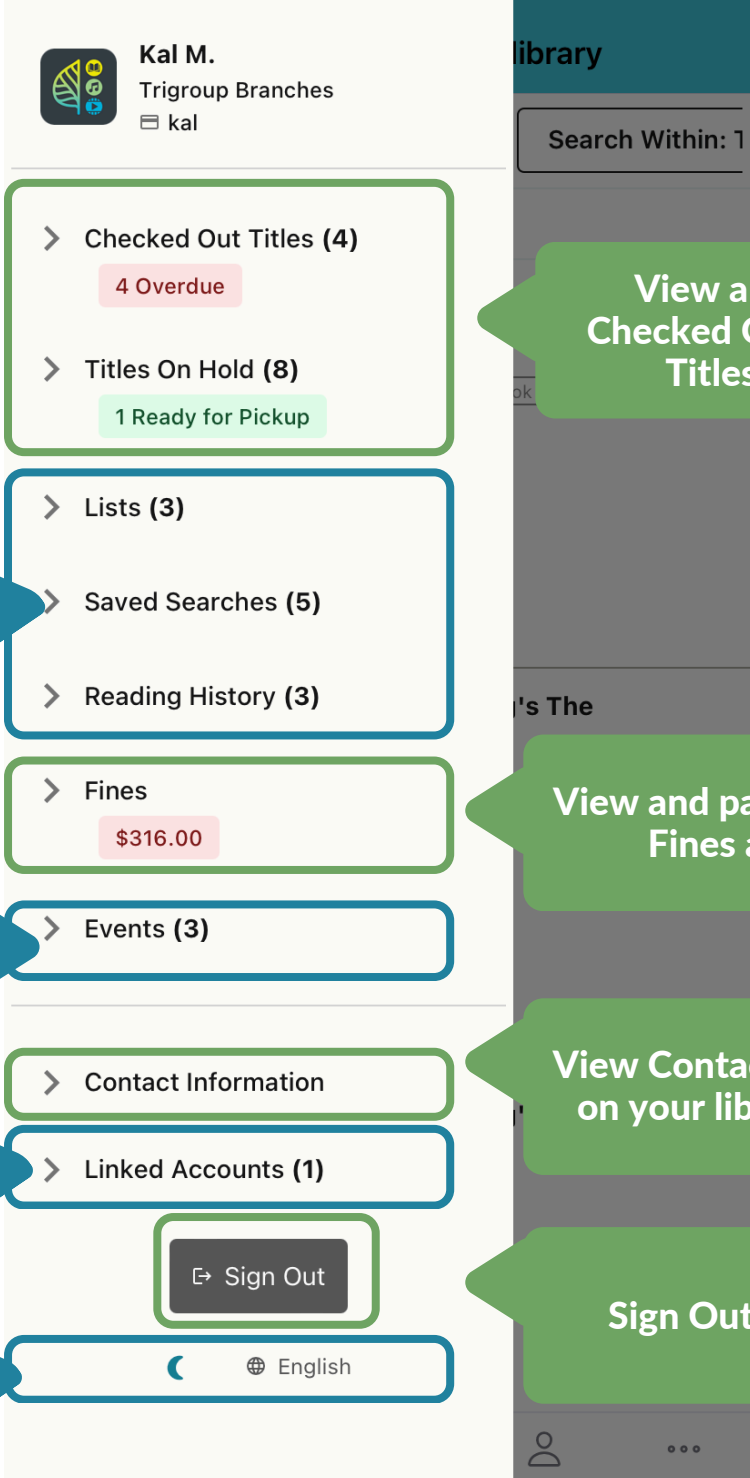 Kal M.
Trigroup Branches
kal
library
Search Within:
Checked Out Titles (4)
4 Overdue
Titles On Hold (8)
1 Ready for Pickup
View a
Checked
Titles
ok
Lists (3)
Saved Searches (5)
Reading History (3)
's The
Fines
$316.00
View and pa
Fines a
Events (3)
Contact Information
View Contac
on your lib
Linked Accounts (1)
Sign Out
Sign Out
English